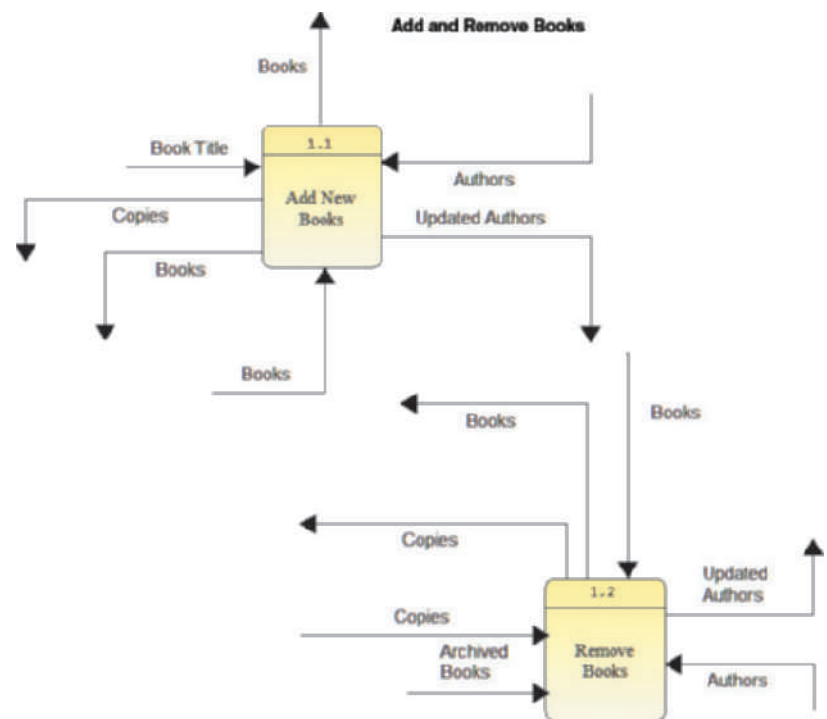 Add and Remove Books
Books
1.1
Book Title
Add New
Books
Authors
Copies
Updated Authors
Books
Books
Books
Books
Copies
1.2
Updated
Authors
Copies
Remove
Books
Archived
Books
Authors